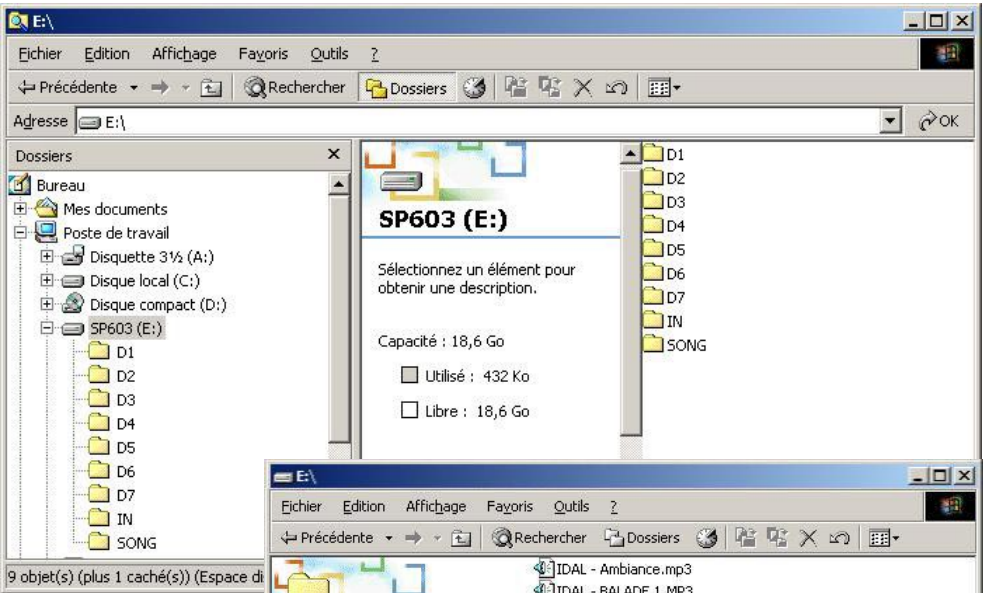 E:\
Fichier Edition Affichage Favoris Outils ?
Précédente Rechercher Dossiers
Adresse E:\ OK
Dossiers
Bureau
Mes documents
Poste de travail
Disquette 3½ (A:)
Disque local (C:)
Disque compact (D:)
SP603 (E:)
D1
D2
D3
D4
D5
D6
D7
IN
SONG
SP603 (E:)
Sélectionnez un élément pour
obtenir une description.
Capacité : 18,6 Go
Utilisé : 432 Ko
Libre : 18,6 Go
D1
D2
D3
D4
D5
D6
D7
IN
SONG
9 objet(s) (plus 1 caché(s)) (Espace di
E:\
Fichier Edition Affichage Favoris Outils ?
Précédente Rechercher Dossiers
IDAL - Ambiance.mp3
IDAL - BALADE 1.MP3